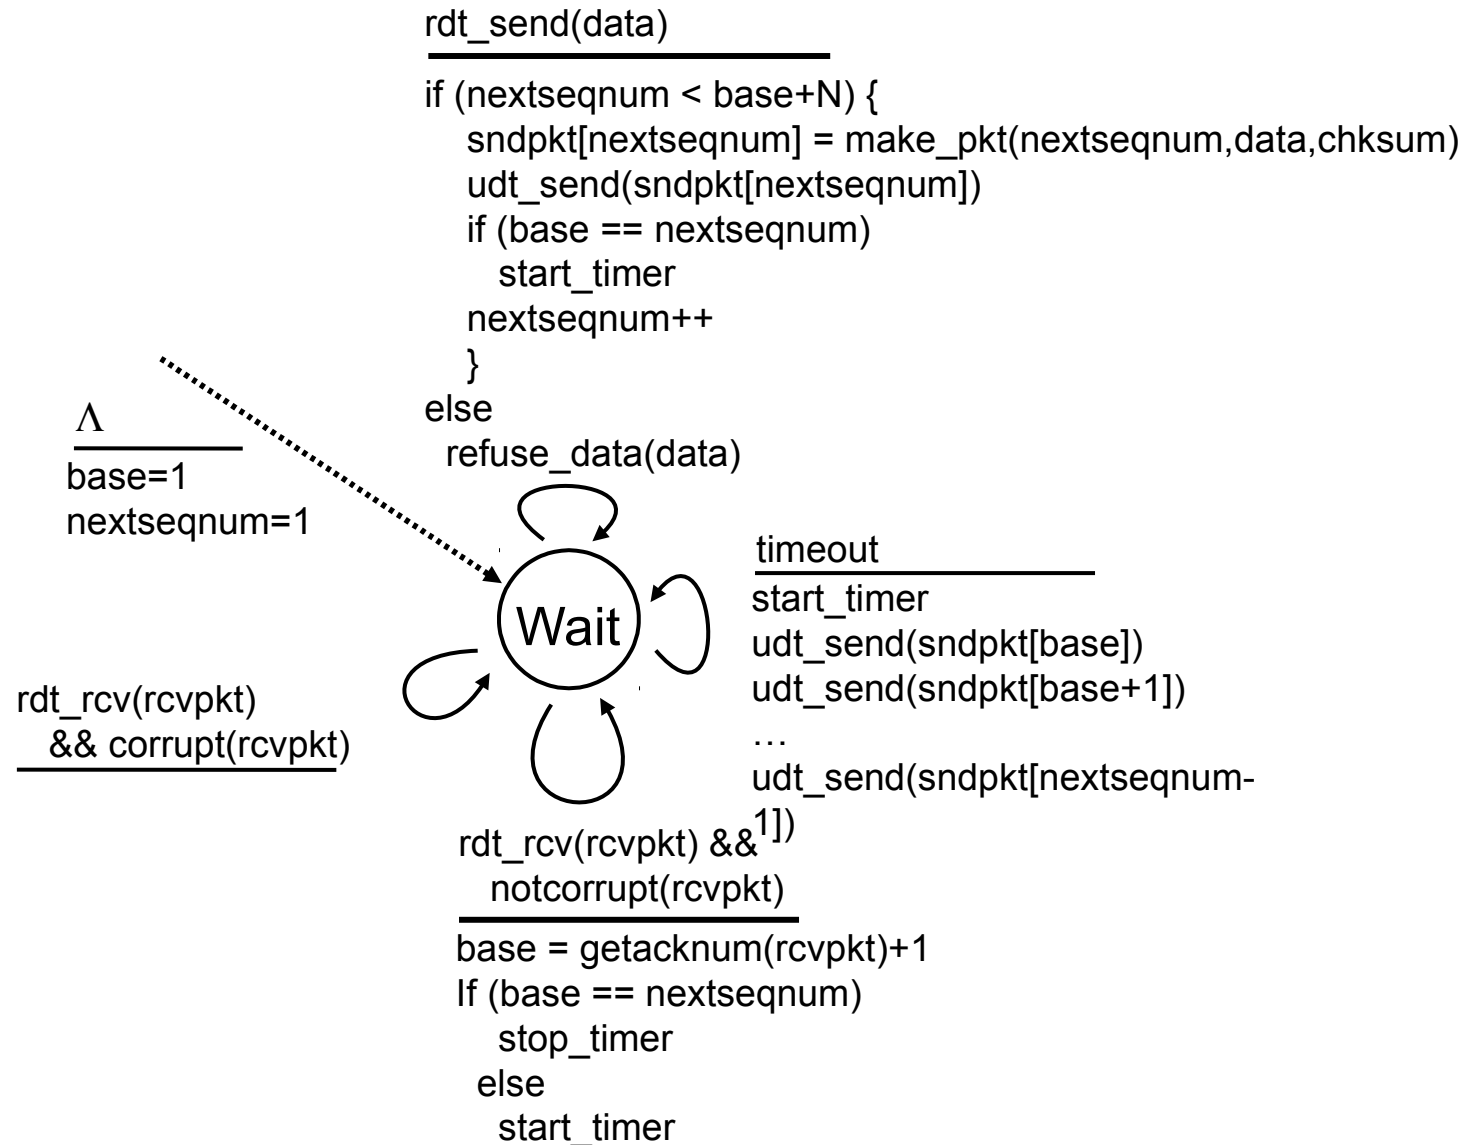 rdt_send(data)
if (nextseqnum < base+N) {
sndpkt[nextseqnum] = make_pkt(nextseqnum,data,chksum)
udt_send(sndpkt[nextseqnum])
if (base == nextseqnum)
start_timer
nextseqnum++
}
else
refuse_data(data)
Λ
base=1
nextseqnum=1
Wait
timeout
start_timer
udt_send(sndpkt[base])
udt_send(sndpkt[base+1])
…
udt_send(sndpkt[nextseqnum-
1])
rdt_rcv(rcvpkt)
&& corrupt(rcvpkt)
rdt_rcv(rcvpkt) &&
notcorrupt(rcvpkt)
base = getacknum(rcvpkt)+1
If (base == nextseqnum)
stop_timer
else
start_timer